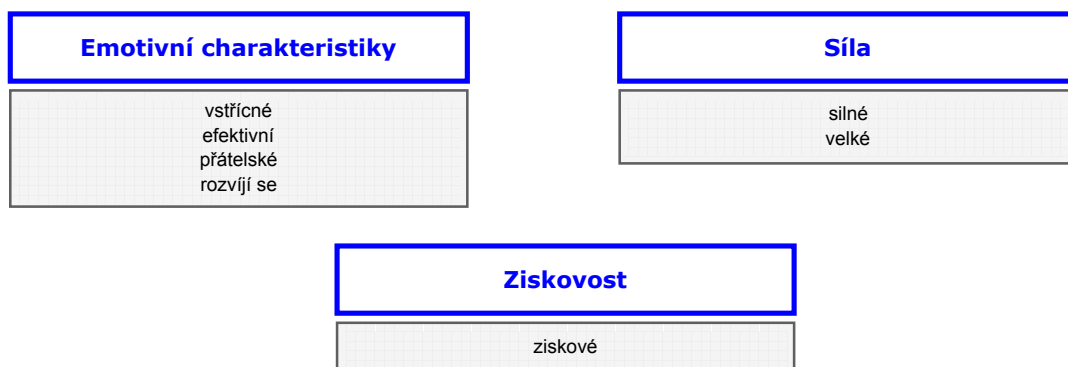 Emotivní charakteristiky
vstřícné
efektivní
přátelské
rozvíjí se
Síla
silné
velké
Ziskovost
ziskové